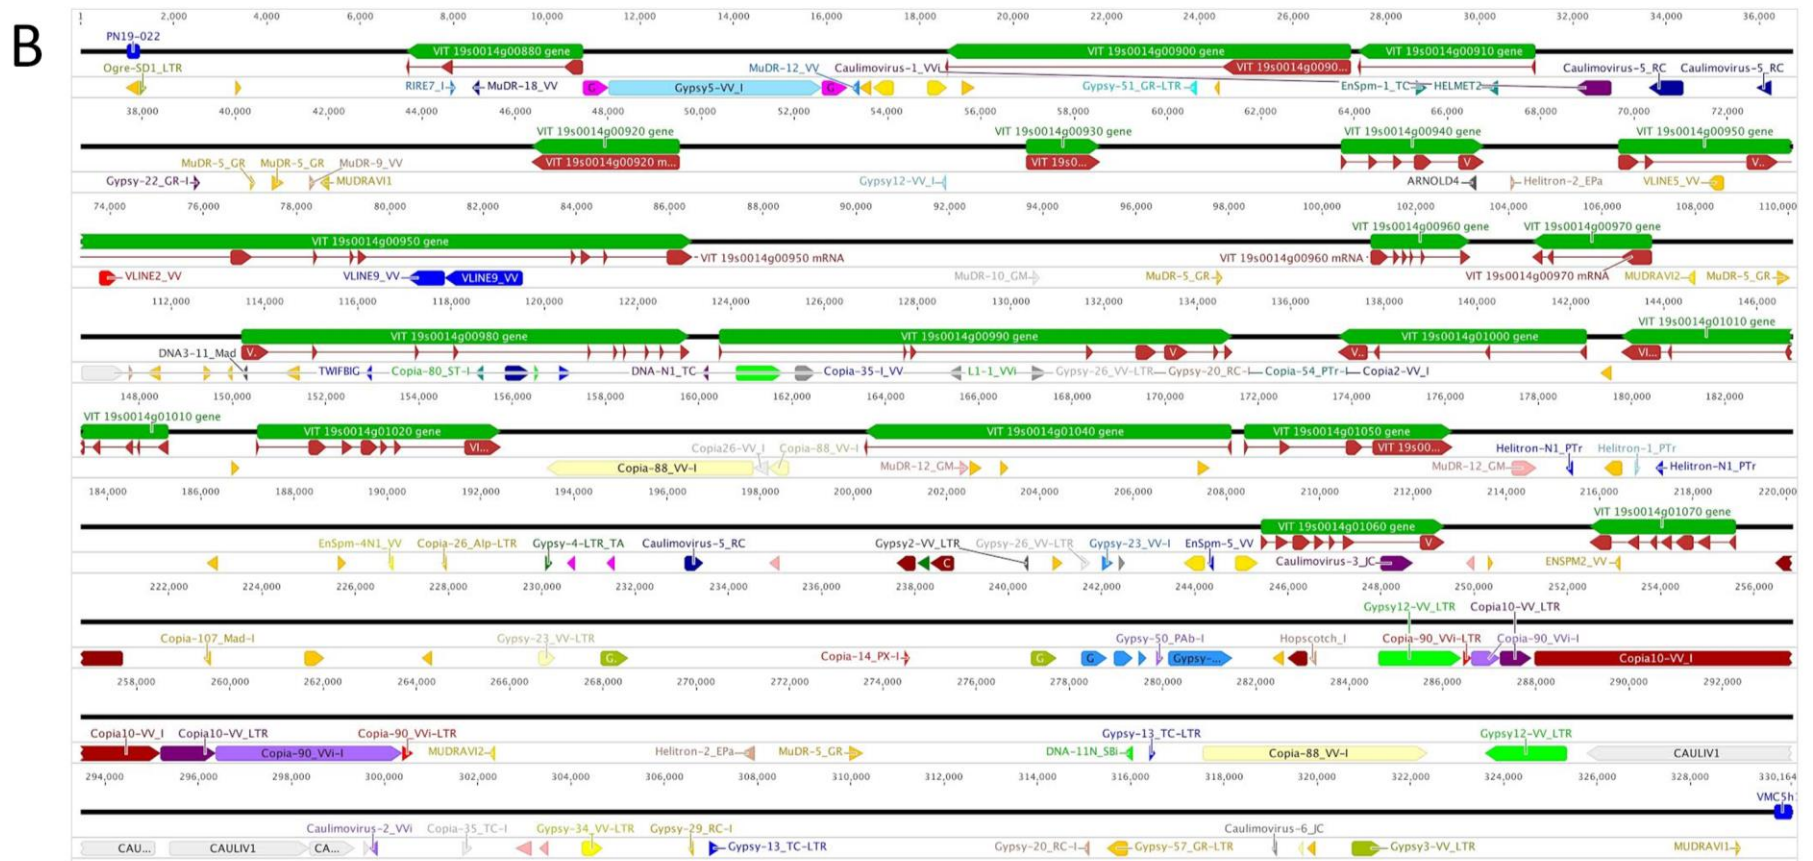 B
1 2,000 4,000 6,000 8,000 10,000 12,000 14,000 16,000 18,000 20,000 22,000 24,000 26,000 28,000 30,000 32,000 34,000 36,000
PN19-022
VIT 19s0014g00880 gene VIT 19s0014g00900 gene VIT 19s0014g00910 gene
Ogre-SD1_LTR MuDR-12_VV Caulimovirus-1_VVi VIT 19s0014g0090... Caulimovirus-5_RC Caulimovirus-5_RC
RIRE7_I MuDR-18_VV G Gypsy5-VV_I G Gypsy-51_GR-LTR EnSpm-1_TC HELMET2
38,000 40,000 42,000 44,000 46,000 48,000 50,000 52,000 54,000 56,000 58,000 60,000 62,000 64,000 66,000 68,000 70,000 72,000
VIT 19s0014g00920 gene VIT 19s0014g00930 gene VIT 19s0014g00940 gene VIT 19s0014g00950 gene
MuDR-5_GR MuDR-5_GR MuDR-9_VV VIT 19s0014g00920 m... VIT 19s0... V V...
Gypsy-22_GR-I MUDRAVI1 Gypsy12-VV_I ARNOLD4 Helitron-2_EPa VLINE5_VV
74,000 76,000 78,000 80,000 82,000 84,000 86,000 88,000 90,000 92,000 94,000 96,000 98,000 100,000 102,000 104,000 106,000 108,000 110,000
VIT 19s0014g00960 gene VIT 19s0014g00970 gene
VIT 19s0014g00950 gene
VIT 19s0014g00950 mRNA VIT 19s0014g00960 mRNA
VLINE2_VV VLINE9_VV VLINE9_VV MuDR-10_GM MuDR-5_GR VIT 19s0014g00970 mRNA MUDRAVI2 MuDR-5_GR
112,000 114,000 116,000 118,000 120,000 122,000 124,000 126,000 128,000 130,000 132,000 134,000 136,000 138,000 140,000 142,000 144,000 146,000
VIT 19s0014g01010 gene
VIT 19s0014g00980 gene VIT 19s0014g00990 gene VIT 19s0014g01000 gene
DNA3-11_Mad V. V V.. VI...
TWIFBIG Copia-80_ST-I DNA-N1_TC Copia-35-I_VV L1-1_VVi Gypsy-26_VV-LTR Gypsy-20_RC-I Copia-54_PTr-I Copia2-VV_I
148,000 150,000 152,000 154,000 156,000 158,000 160,000 162,000 164,000 166,000 168,000 170,000 172,000 174,000 176,000 178,000 180,000 182,000
VIT 19s0014g01010 gene
VIT 19s0014g01020 gene VIT 19s0014g01040 gene VIT 19s0014g01050 gene
VI... Copia26-VV_I Copia-88_VV-I VIT 19s00... Helitron-N1_PTr Helitron-1_PTr
Copia-88_VV-I MuDR-12_GM MuDR-12_GM Helitron-N1_PTr
184,000 186,000 188,000 190,000 192,000 194,000 196,000 198,000 200,000 202,000 204,000 206,000 208,000 210,000 212,000 214,000 216,000 218,000 220,000
VIT 19s0014g01070 gene
VIT 19s0014g01060 gene
EnSpm-4N1_VV Copia-26_AIp-LTR Gypsy-4-LTR_TA Caulimovirus-5_RC Gypsy2-VV_LTR Gypsy-26_VV-LTR Gypsy-23_VV-I EnSpm-5_VV V
C Caulimovirus-3_JC ENSPM2_VV
222,000 224,000 226,000 228,000 230,000 232,000 234,000 236,000 238,000 240,000 242,000 244,000 246,000 248,000 250,000 252,000 254,000 256,000
Gypsy12-VV_LTR Copia10-VV_LTR
Copia-107_Mad-I Gypsy-23_VV-LTR Gypsy-50_PAb-I Hopscotch_I Copia-90_VVi-LTR Copia-90_VVi-I
G. Copia-14_PX-I G G Gypsy-... Copia10-VV_I
258,000 260,000 262,000 264,000 266,000 268,000 270,000 272,000 274,000 276,000 278,000 280,000 282,000 284,000 286,000 288,000 290,000 292,000
Copia10-VV_I Copia10-VV_LTR Copia-90_VVi-LTR Gypsy-13_TC-LTR Gypsy12-VV_LTR
Copia-90_VVi-I MUDRAVI2 Helitron-2_EPa MuDR-5_GR DNA-11N_SBi Copia-88_VV-I CAULIV1
294,000 296,000 298,000 300,000 302,000 304,000 306,000 308,000 310,000 312,000 314,000 316,000 318,000 320,000 322,000 324,000 326,000 328,000 330,164
VMC5h
Caulimovirus-2_VVi Copia-35_TC-I Gypsy-34_VV-LTR Gypsy-29_RC-I Caulimovirus-6_JC
CAU... CAULIV1 CA... Gypsy-13_TC-LTR Gypsy-20_RC-I Gypsy-57_GR-LTR Gypsy3-VV_LTR MUDRAVI1